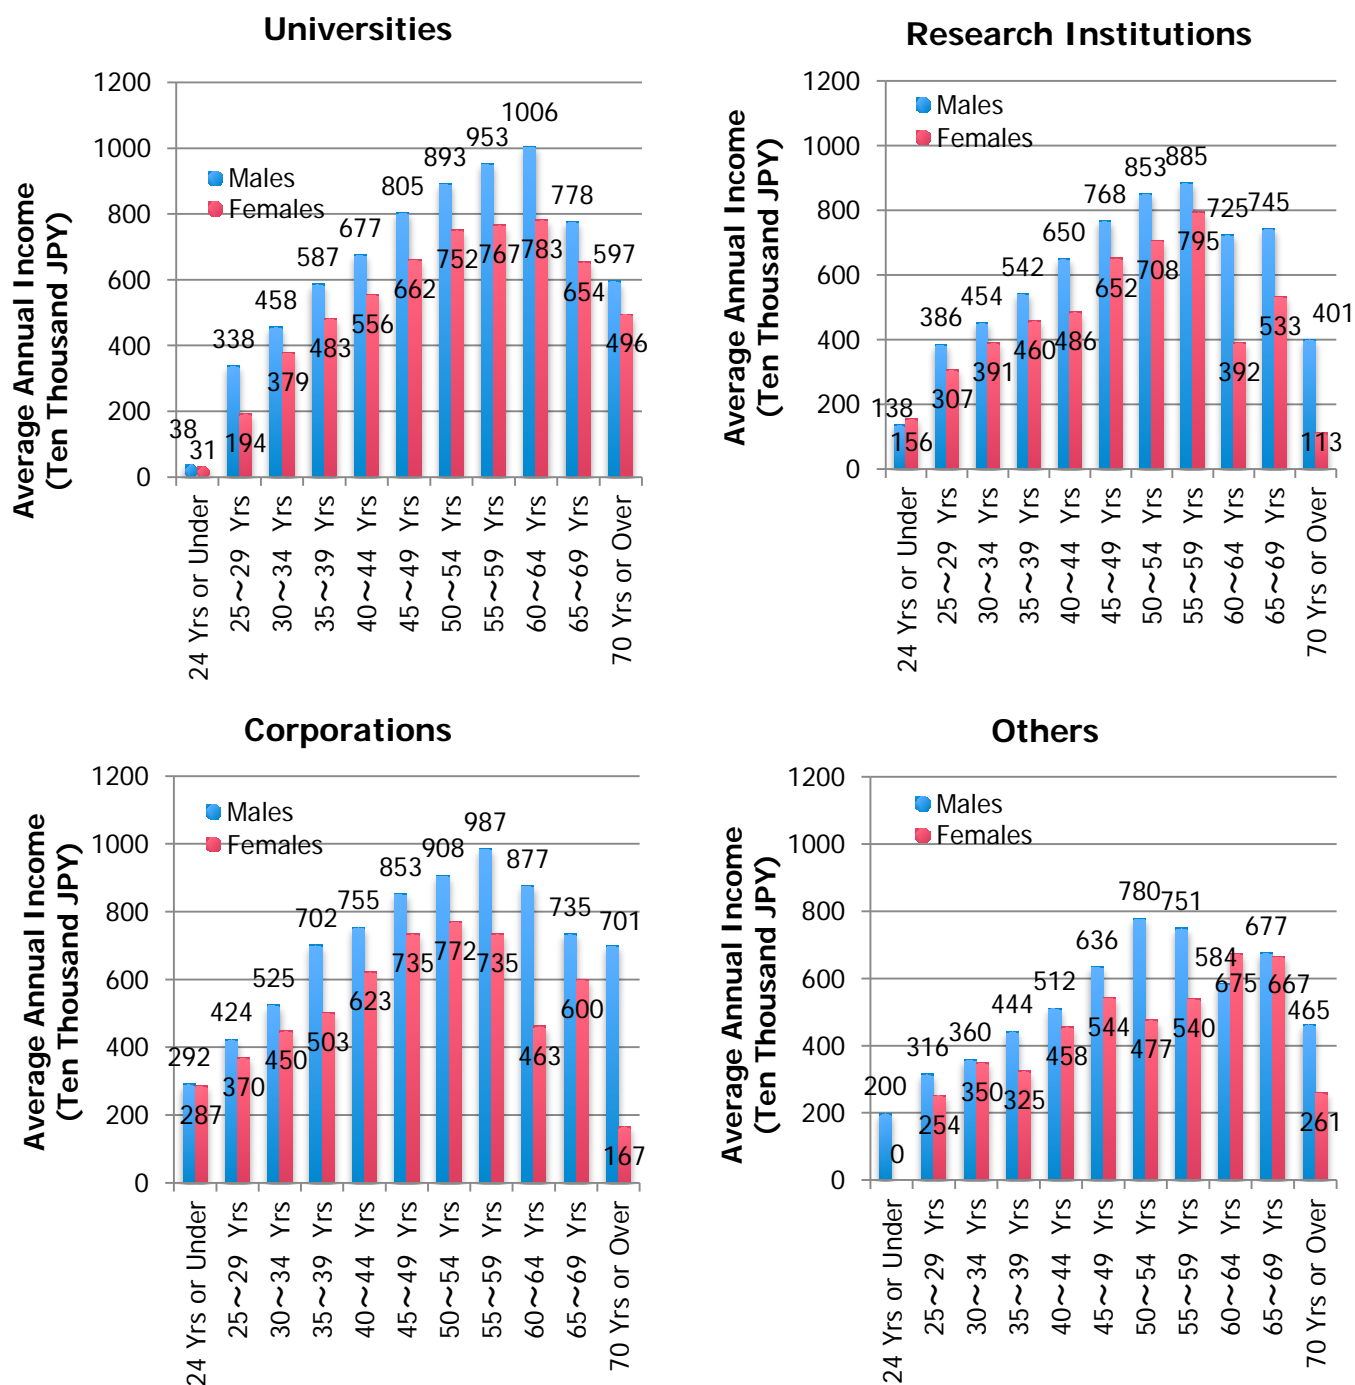 Universities
Average Annual Income
(Ten Thousand JPY)
1200
1000
800
600
400
200
0
Males
Females
38
31
338
194
458
379
587
483
677
556
805
662
893
752
953
767
1006
783
778
654
597
496
24 Yrs or Under
25~29 Yrs
30~34 Yrs
35~39 Yrs
40~44 Yrs
45~49 Yrs
50~54 Yrs
55~59 Yrs
60~64 Yrs
65~69 Yrs
70 Yrs or Over
Research Institutions
Average Annual Income
(Ten Thousand JPY)
1200
1000
800
600
400
200
0
Males
Females
138
156
386
307
454
391
542
460
650
486
768
652
853
708
885
795
725
392
745
533
401
113
24 Yrs or Under
25~29 Yrs
30~34 Yrs
35~39 Yrs
40~44 Yrs
45~49 Yrs
50~54 Yrs
55~59 Yrs
60~64 Yrs
65~69 Yrs
70 Yrs or Over
Corporations
Average Annual Income
(Ten Thousand JPY)
1200
1000
800
600
400
200
0
Males
Females
292
287
424
370
525
450
702
503
755
623
853
735
908
772
987
735
877
463
735
600
701
167
24 Yrs or Under
25~29 Yrs
30~34 Yrs
35~39 Yrs
40~44 Yrs
45~49 Yrs
50~54 Yrs
55~59 Yrs
60~64 Yrs
65~69 Yrs
70 Yrs or Over
Others
Average Annual Income
(Ten Thousand JPY)
1200
1000
800
600
400
200
0
Males
Females
200
0
316
254
360
350
444
325
512
458
636
544
780
477
751
540
584
675
677
667
465
261
24 Yrs or Under
25~29 Yrs
30~34 Yrs
35~39 Yrs
40~44 Yrs
45~49 Yrs
50~54 Yrs
55~59 Yrs
60~64 Yrs
65~69 Yrs
70 Yrs or Over